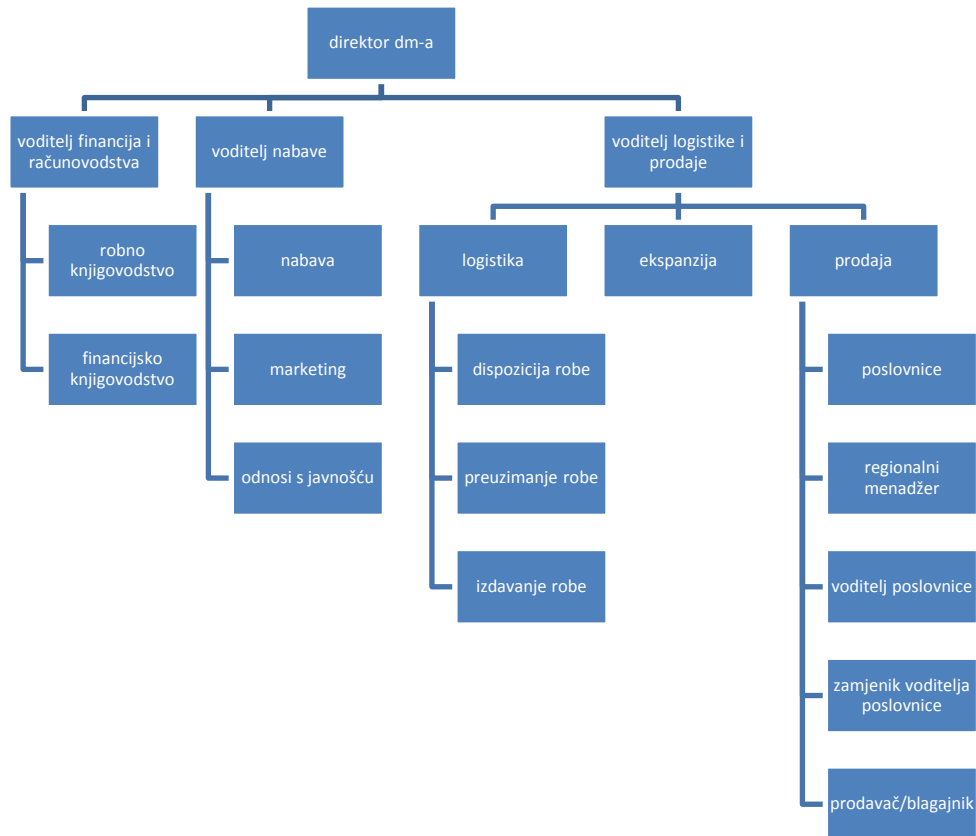 direktor dm-a
voditelj financija i
računovodstva
voditelj nabave
voditelj logistike i
prodaje
robno
knjigovodstvo
nabava
logistika
ekspanzija
prodaja
financijsko
knjigovodstvo
marketing
dispozicija robe
poslovnice
odnosi s javnošću
preuzimanje robe
regionalni
menadžer
izdavanje robe
voditelj poslovnice
zamjenik voditelja
poslovnice
prodavač/blagajnik